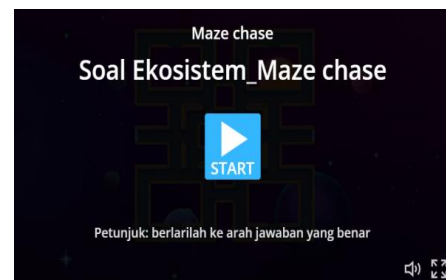 Maze chase
Soal Ekosistem_Maze chase
START
Petunjuk: berlarilah ke arah jawaban yang benar